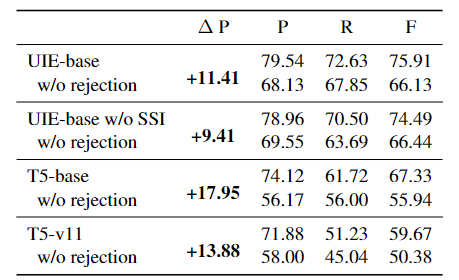 Δ P P R F
UIE-base 79.54 72.63 75.91
w/o rejection +11.41 68.13 67.85 66.13
UIE-base w/o SSI 78.96 70.50 74.49
w/o rejection +9.41 69.55 63.69 66.44
T5-base 74.12 61.72 67.33
w/o rejection +17.95 56.17 56.00 55.94
T5-v11 71.88 51.23 59.67
w/o rejection +13.88 58.00 45.04 50.38